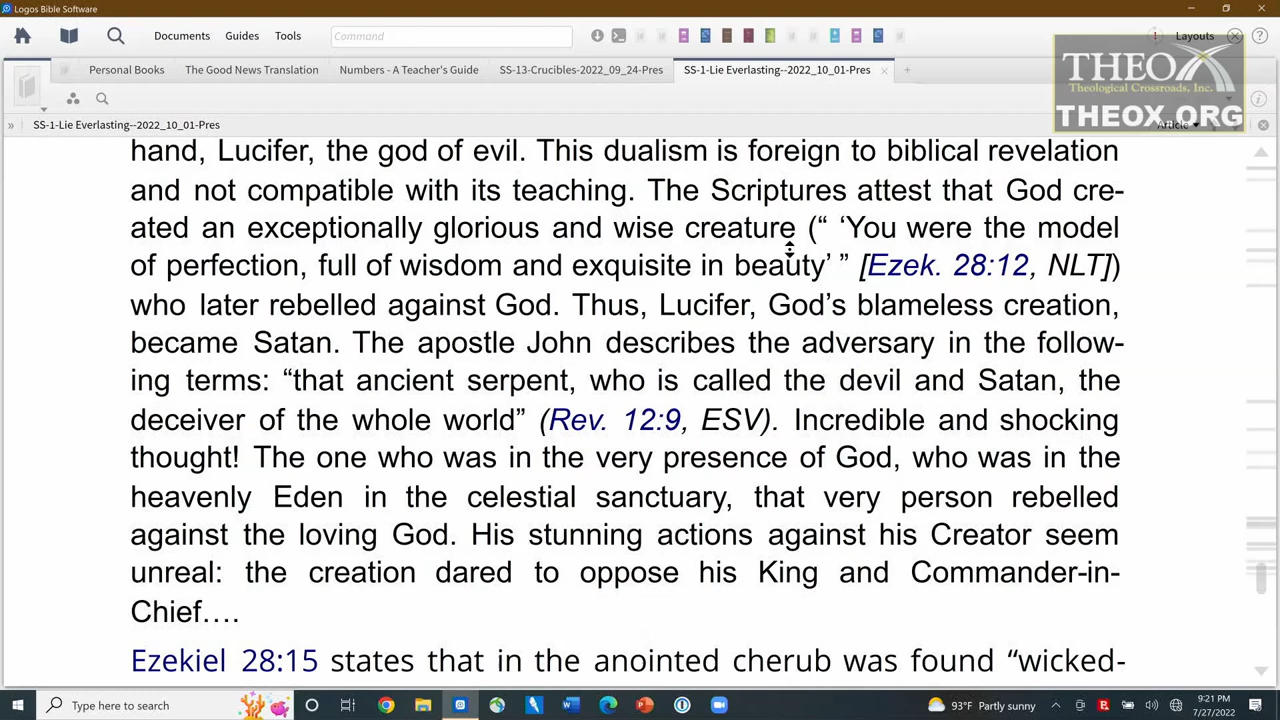 Logos Bible Software
Documents Guides Tools Command Layouts
Personal Books The Good News Translation Numbers - A Teacher's Guide SS-13-Crucibles-2022_09_24-Pres SS-1-Lie Everlasting--2022_10_01-Pres
THEOX
Theological Crossroads, Inc.
THEOX.ORG
SS-1-Lie Everlasting--2022_10_01-Pres Article
hand, Lucifer, the god of evil. This dualism is foreign to biblical revelation
and not compatible with its teaching. The Scriptures attest that God cre-
ated an exceptionally glorious and wise creature (“ ‘You were the model
of perfection, full of wisdom and exquisite in beauty’ ” [Ezek. 28:12, NLT])
who later rebelled against God. Thus, Lucifer, God’s blameless creation,
became Satan. The apostle John describes the adversary in the follow-
ing terms: “that ancient serpent, who is called the devil and Satan, the
deceiver of the whole world” (Rev. 12:9, ESV). Incredible and shocking
thought! The one who was in the very presence of God, who was in the
heavenly Eden in the celestial sanctuary, that very person rebelled
against the loving God. His stunning actions against his Creator seem
unreal: the creation dared to oppose his King and Commander-in-
Chief….
Ezekiel 28:15 states that in the anointed cherub was found “wicked-
Type here to search 93°F Partly sunny 9:21 PM
7/27/2022